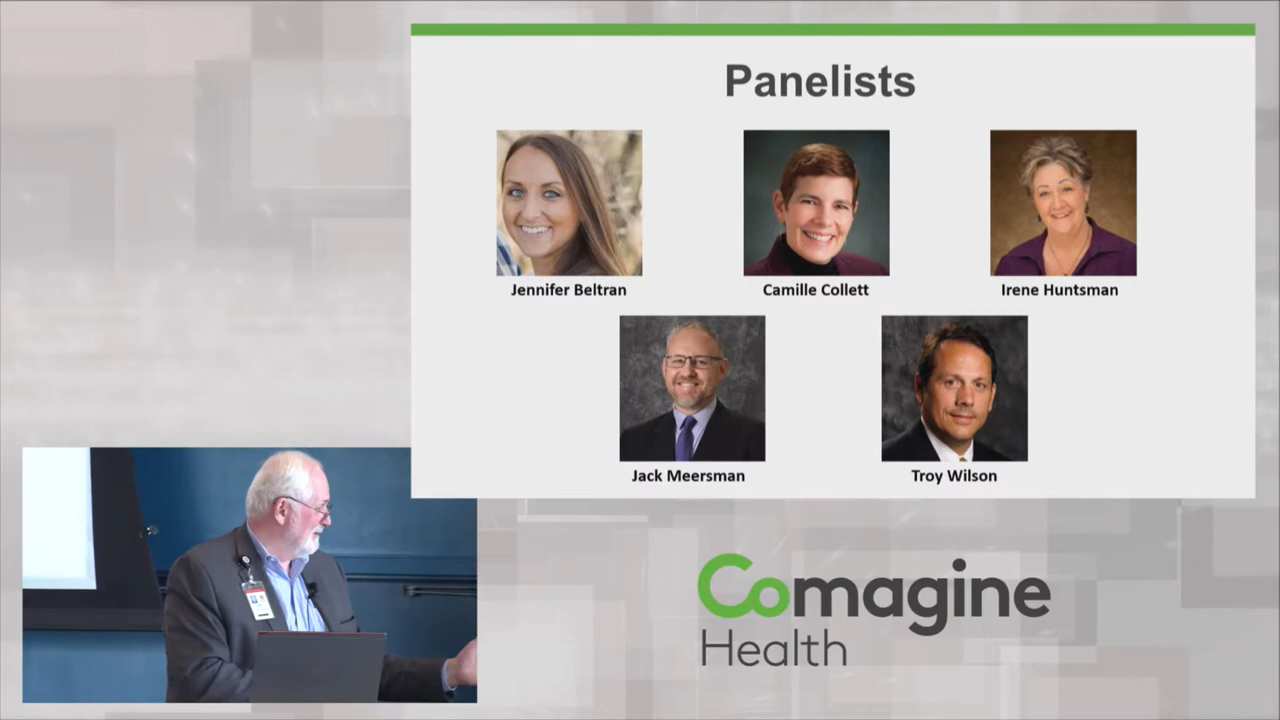 Panelists
Jennifer Beltran
Camille Collett
Irene Huntsman
Jack Meersman
Troy Wilson
Comagine
Health